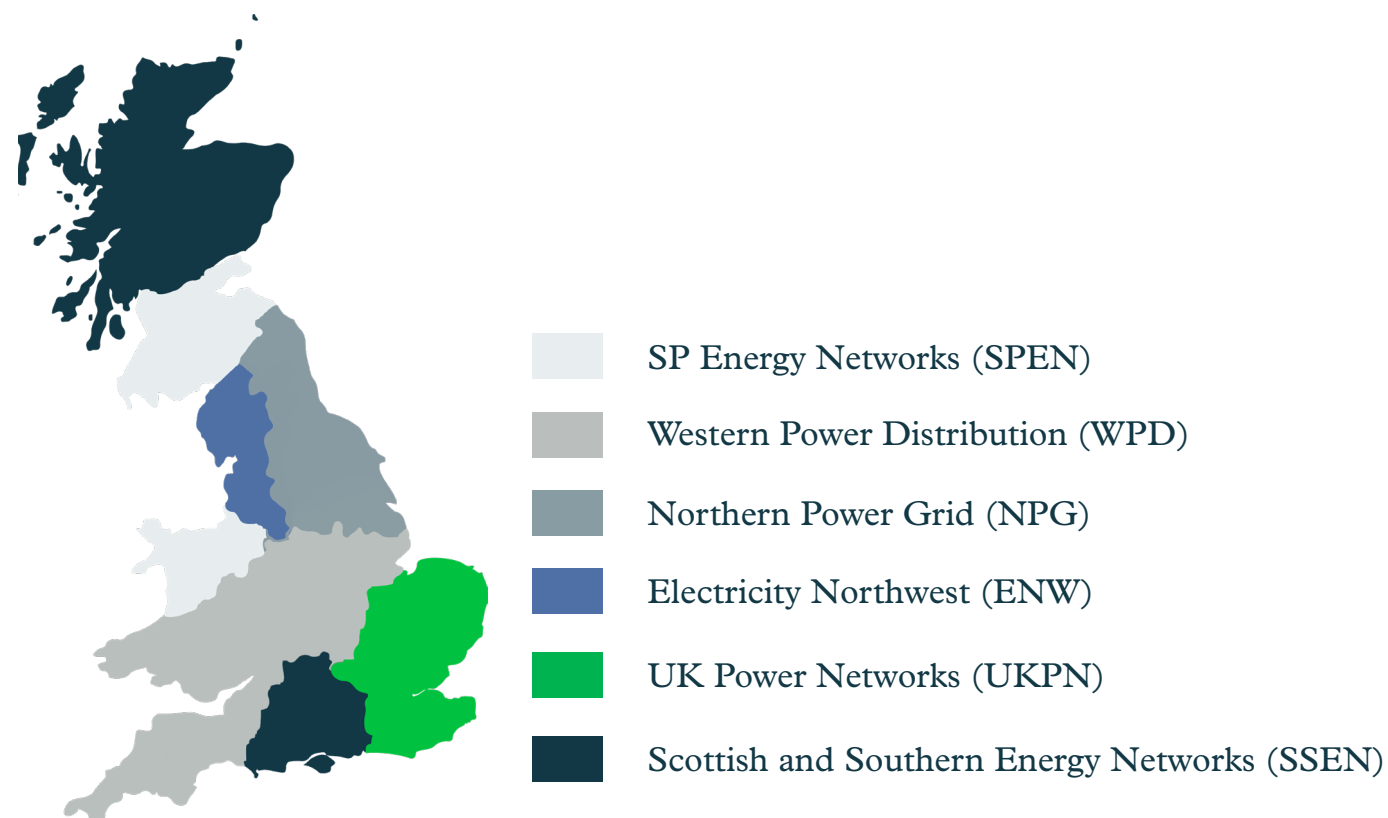 SP Energy Networks (SPEN)
Western Power Distribution (WPD)
Northern Power Grid (NPG)
Electricity Northwest (ENW)
UK Power Networks (UKPN)
Scottish and Southern Energy Networks (SSEN)